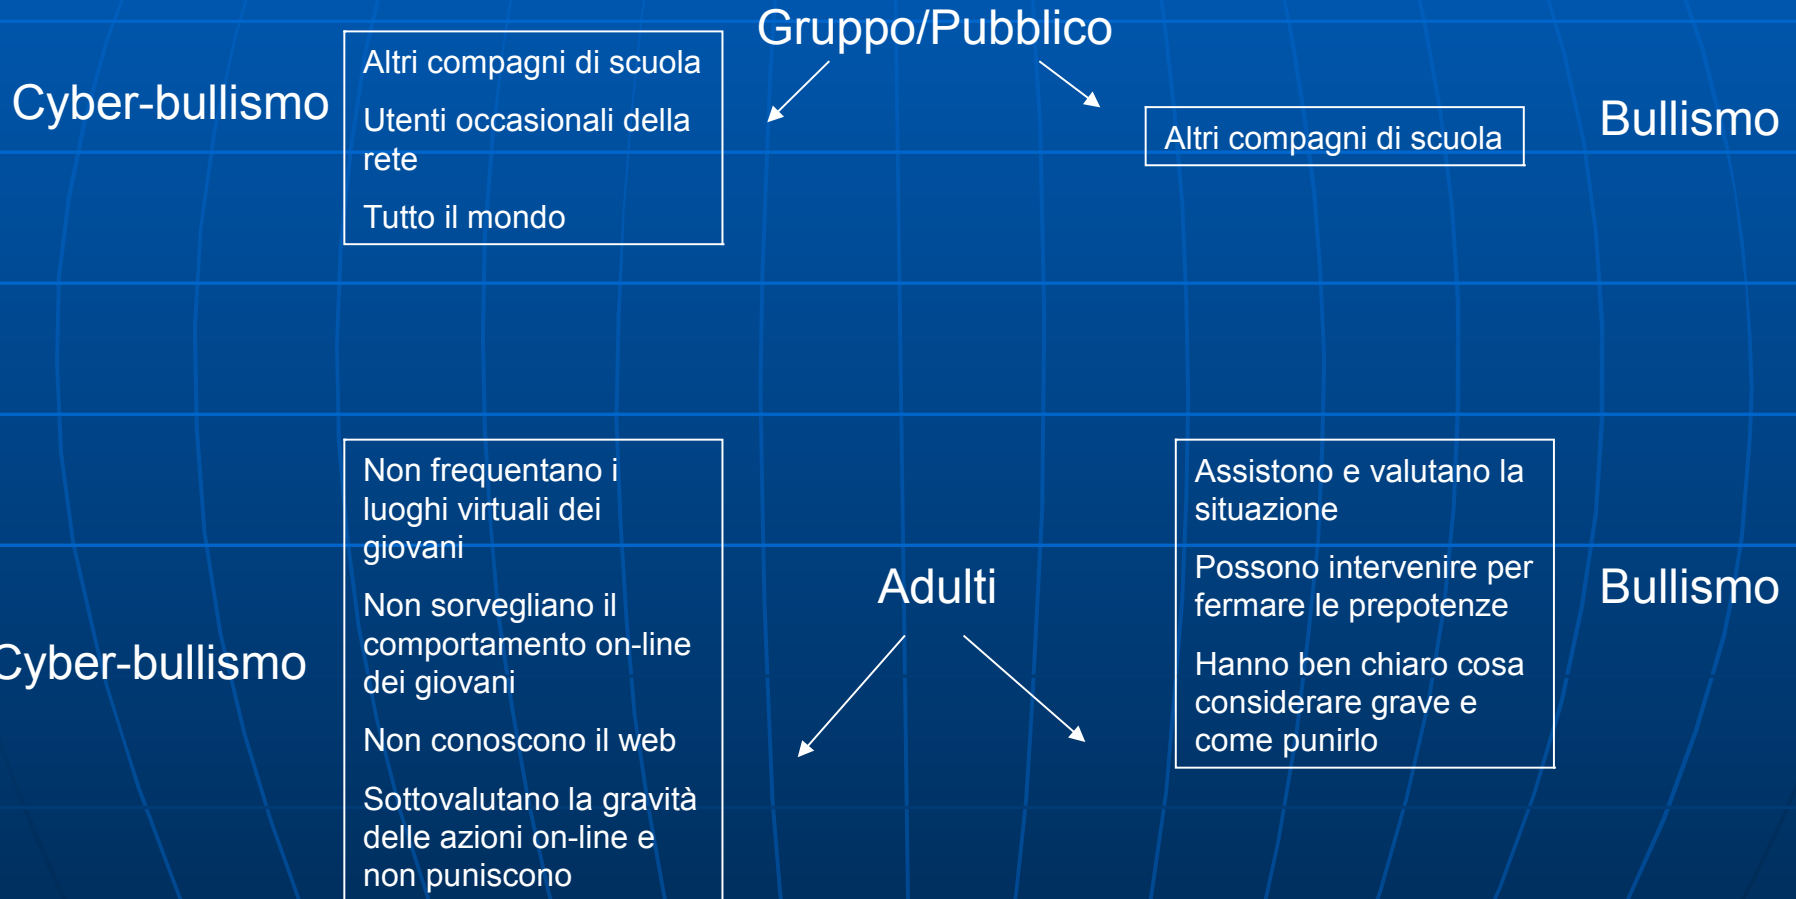 Gruppo/Pubblico
Cyber-bullismo
Altri compagni di scuola
Utenti occasionali della
rete
Tutto il mondo
Altri compagni di scuola
Bullismo
Adulti
Cyber-bullismo
Non frequentano i
luoghi virtuali dei
giovani
Non sorvegliano il
comportamento on-line
dei giovani
Non conoscono il web
Sottovalutano la gravità
delle azioni on-line e
non puniscono
Assistono e valutano la
situazione
Possono intervenire per
fermare le prepotenze
Hanno ben chiaro cosa
considerare grave e
come punirlo
Bullismo